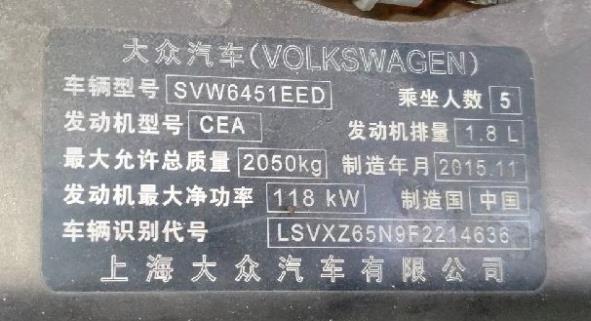 大众汽车(VOLKSWAGEN)
车辆型号 SVW6451EED 乘坐人数 5
发动机型号 CEA 发动机排量 1.8 L
最大允许总质量 2050kg 制造年月 2015.11
发动机最大净功率 118 kW 制造国 中国
车辆识别代号 LSVXZ65N9F2214636
上海大众汽车有限公司